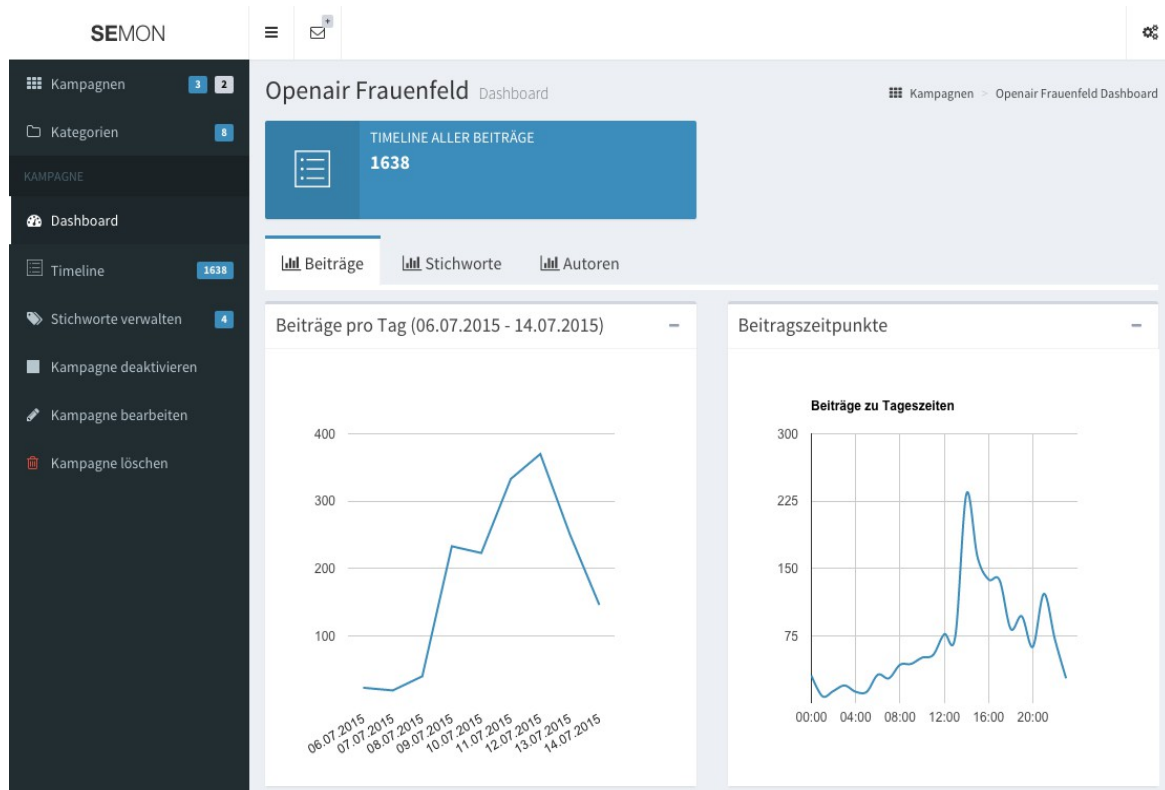 SEMON
+
Kampagnen 3 2
Kategorien 8
KAMPAGNE
Dashboard
Timeline 1638
Stichworte verwalten 4
Kampagne deaktivieren
Kampagne bearbeiten
Kampagne löschen
Openair Frauenfeld Dashboard
Kampagnen > Openair Frauenfeld Dashboard
TIMELINE ALLER BEITRÄGE
1638
Beiträge Stichworte Autoren
Beiträge pro Tag (06.07.2015 - 14.07.2015)
400
300
200
100
06.07.2015
07.07.2015
08.07.2015
09.07.2015
10.07.2015
11.07.2015
12.07.2015
13.07.2015
14.07.2015
Beitragszeitpunkte
Beiträge zu Tageszeiten
300
225
150
75
00:00 04:00 08:00 12:00 16:00 20:00